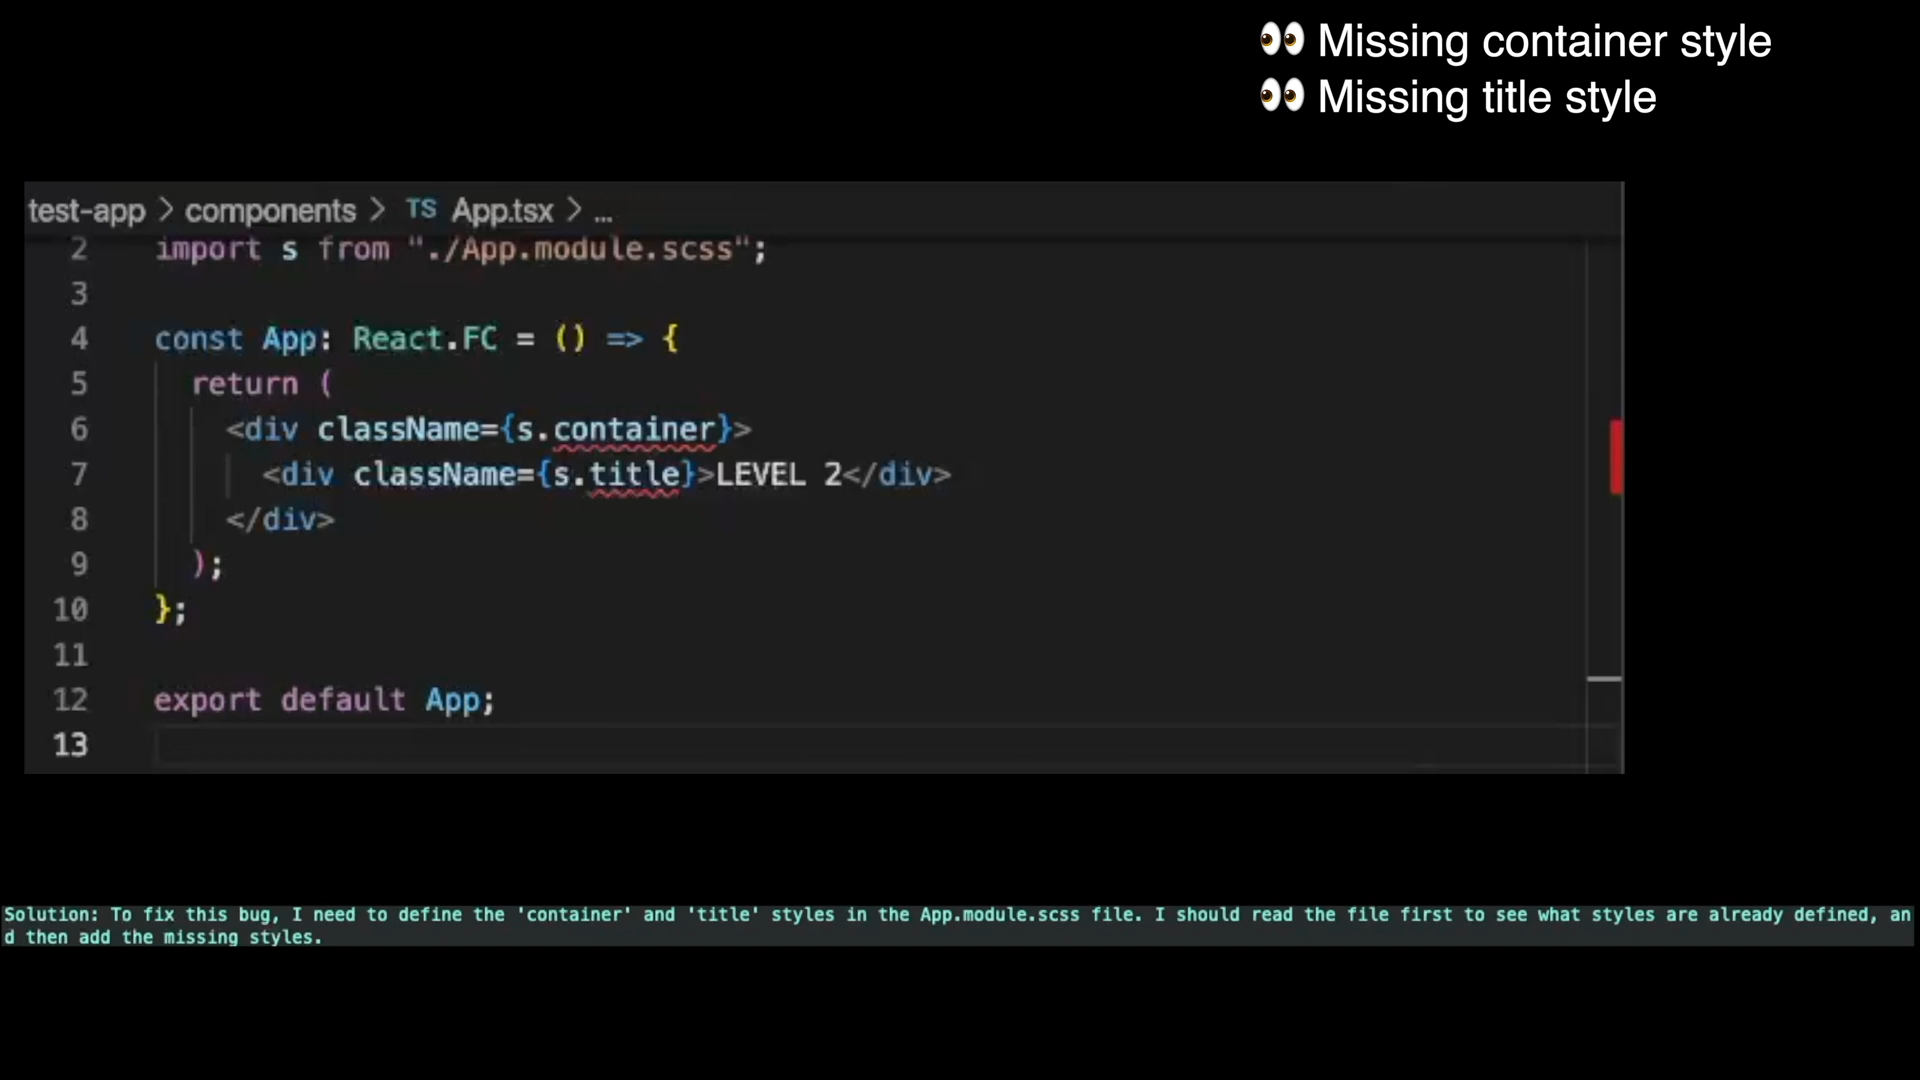 👀 Missing container style
👀 Missing title style
test-app > components > TS App.tsx > ...
2 import s from "./App.module.scss";
3
4 const App: React.FC = () => {
5 return (
6 <div className={s.container}>
7 <div className={s.title}>LEVEL 2</div>
8 </div>
9 );
10 };
11
12 export default App;
13
Solution: To fix this bug, I need to define the 'container' and 'title' styles in the App.module.scss file. I should read the file first to see what styles are already defined, an
d then add the missing styles.